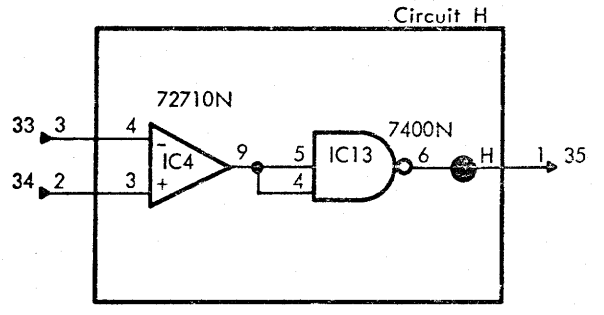 Circuit H
72710N
7400N
33 3 4 - IC4 9 5 IC13 6 H 1 35
4
34 2 3 +